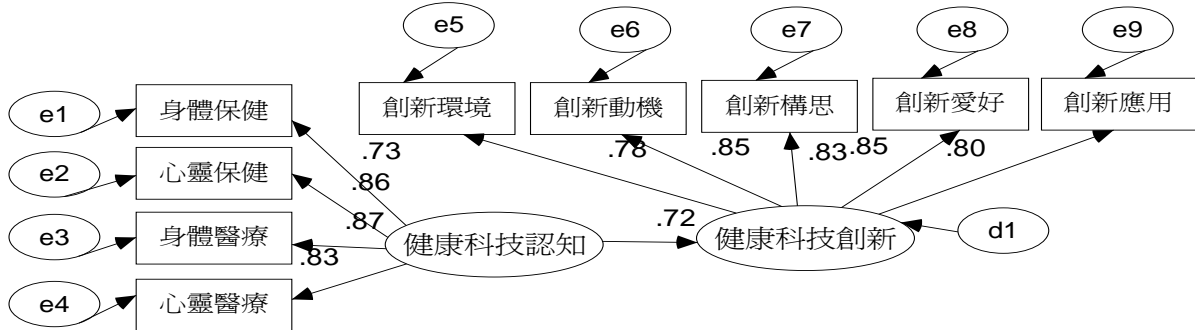 e5
e6
e7
e8
e9
e1
身體保健
創新環境
創新動機
創新構思
創新愛好
創新應用
.73
.78
.85
.83
.85
.80
e2
心靈保健
.86
.87
e3
身體醫療
.83
健康科技認知
.72
健康科技創新
d1
e4
心靈醫療